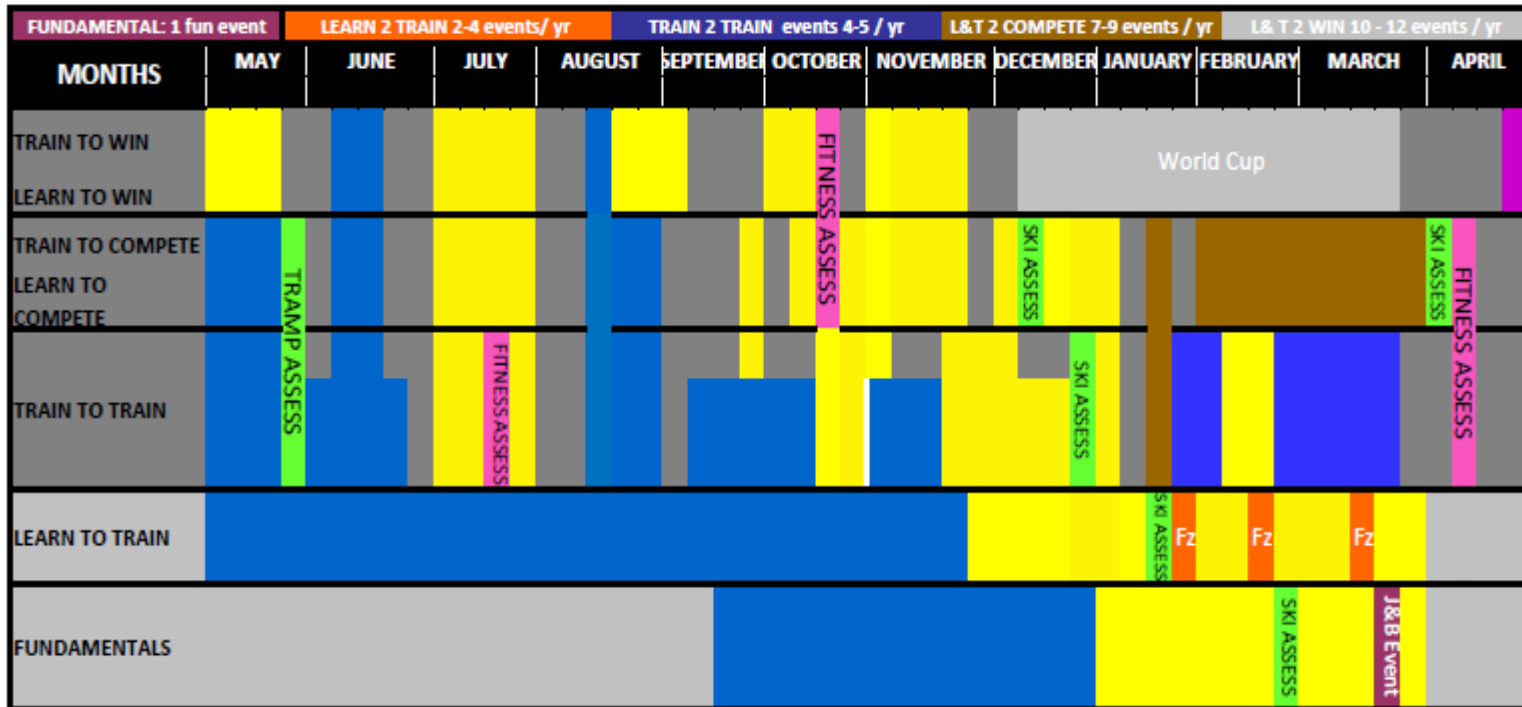 FUNDAMENTAL: 1 fun event
LEARN 2 TRAIN 2-4 events/ yr
TRAIN 2 TRAIN events 4-5 / yr
L&T 2 COMPETE 7-9 events / yr
L& T 2 WIN 10 - 12 events / yr
MONTHS
MAY
JUNE
JULY
AUGUST
SEPTEMBER
OCTOBER
NOVEMBER
DECEMBER
JANUARY
FEBRUARY
MARCH
APRIL
TRAIN TO WIN
LEARN TO WIN
FITNESS ASSESS
World Cup
TRAIN TO COMPETE
LEARN TO
COMPETE
TRAMP ASSESS
SKI ASSESS
SKI ASSESS
FITNESS ASSESS
TRAIN TO TRAIN
FITNESS ASSESS
SKI ASSESS
LEARN TO TRAIN
SKI ASSESS
Fz
Fz
Fz
FUNDAMENTALS
SKI ASSESS
J&B Event